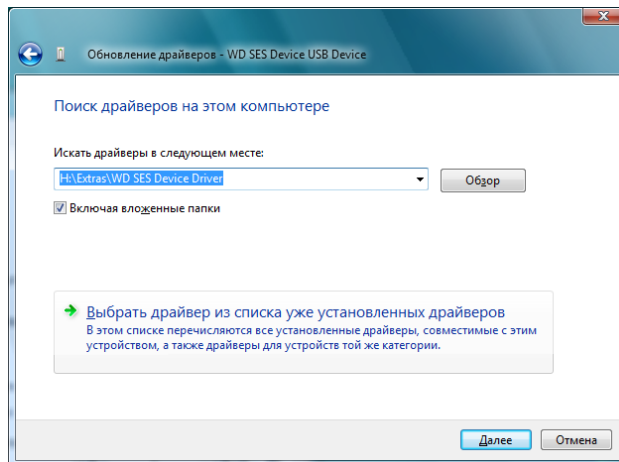 Обновление драйверов - WD SES Device USB Device
Поиск драйверов на этом компьютере
Искать драйверы в следующем месте:
H:\Extras\WD SES Device Driver
Обзор
Включая вложенные папки
Выбрать драйвер из списка уже установленных драйверов
В этом списке перечисляются все установленные драйверы, совместимые с этим
устройством, а также драйверы для устройств той же категории.
Далее
Отмена